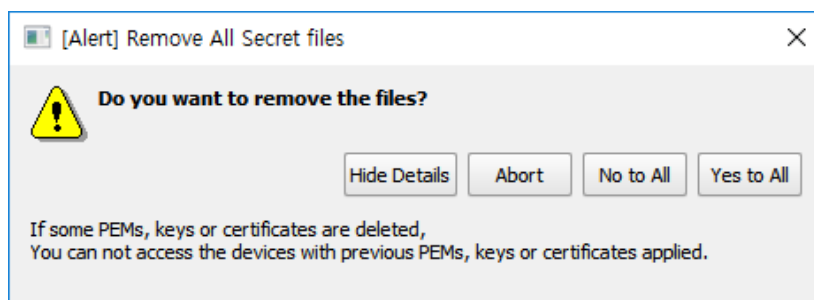 [Alert] Remove All Secret files
Do you want to remove the files?
Hide Details Abort No to All Yes to All
If some PEMs, keys or certificates are deleted,
You can not access the devices with previous PEMs, keys or certificates applied.